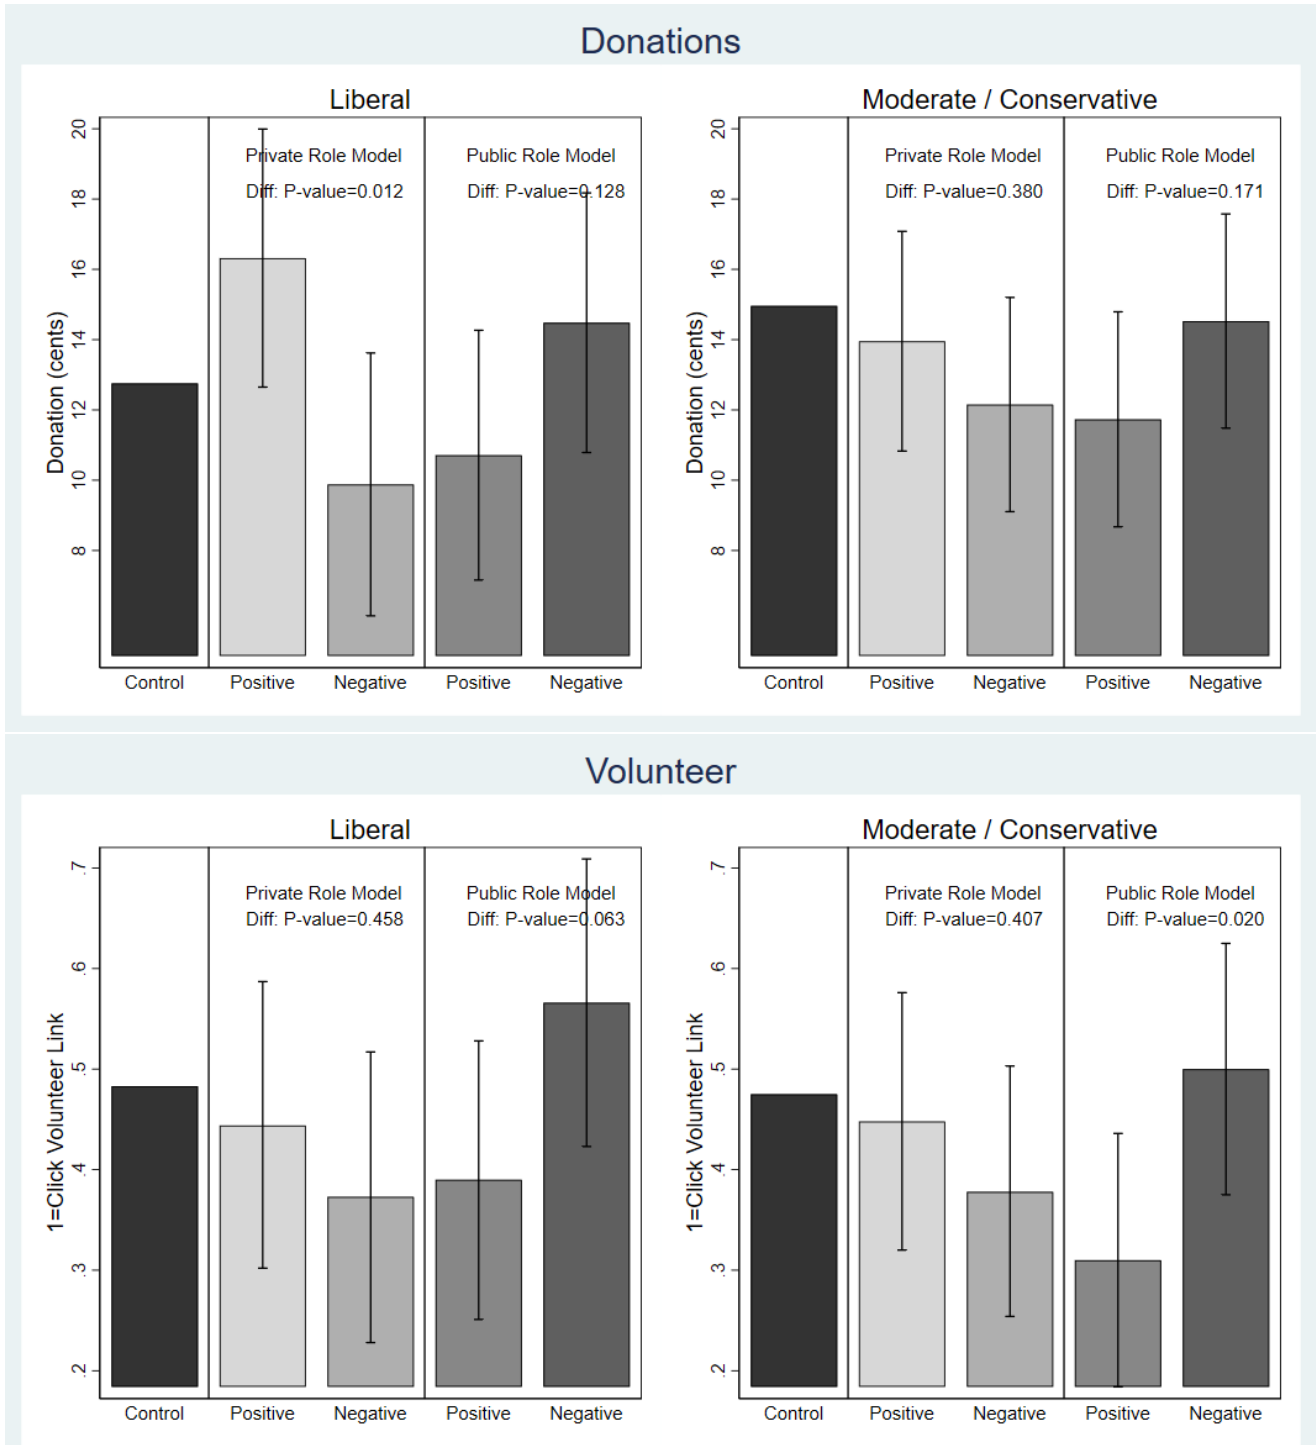 Donations
Liberal
Private Role Model
Diff: P-value=0.012
Public Role Model
Diff: P-value=0.128
Donation (cents)
20
18
16
14
12
10
8
Control
Positive
Negative
Positive
Negative
Moderate / Conservative
Private Role Model
Diff: P-value=0.380
Public Role Model
Diff: P-value=0.171
Donation (cents)
20
18
16
14
12
10
8
Control
Positive
Negative
Positive
Negative
Volunteer
Liberal
Private Role Model
Diff: P-value=0.458
Public Role Model
Diff: P-value=0.063
1=Click Volunteer Link
.7
.6
.5
.4
.3
.2
Control
Positive
Negative
Positive
Negative
Moderate / Conservative
Private Role Model
Diff: P-value=0.407
Public Role Model
Diff: P-value=0.020
1=Click Volunteer Link
.7
.6
.5
.4
.3
.2
Control
Positive
Negative
Positive
Negative